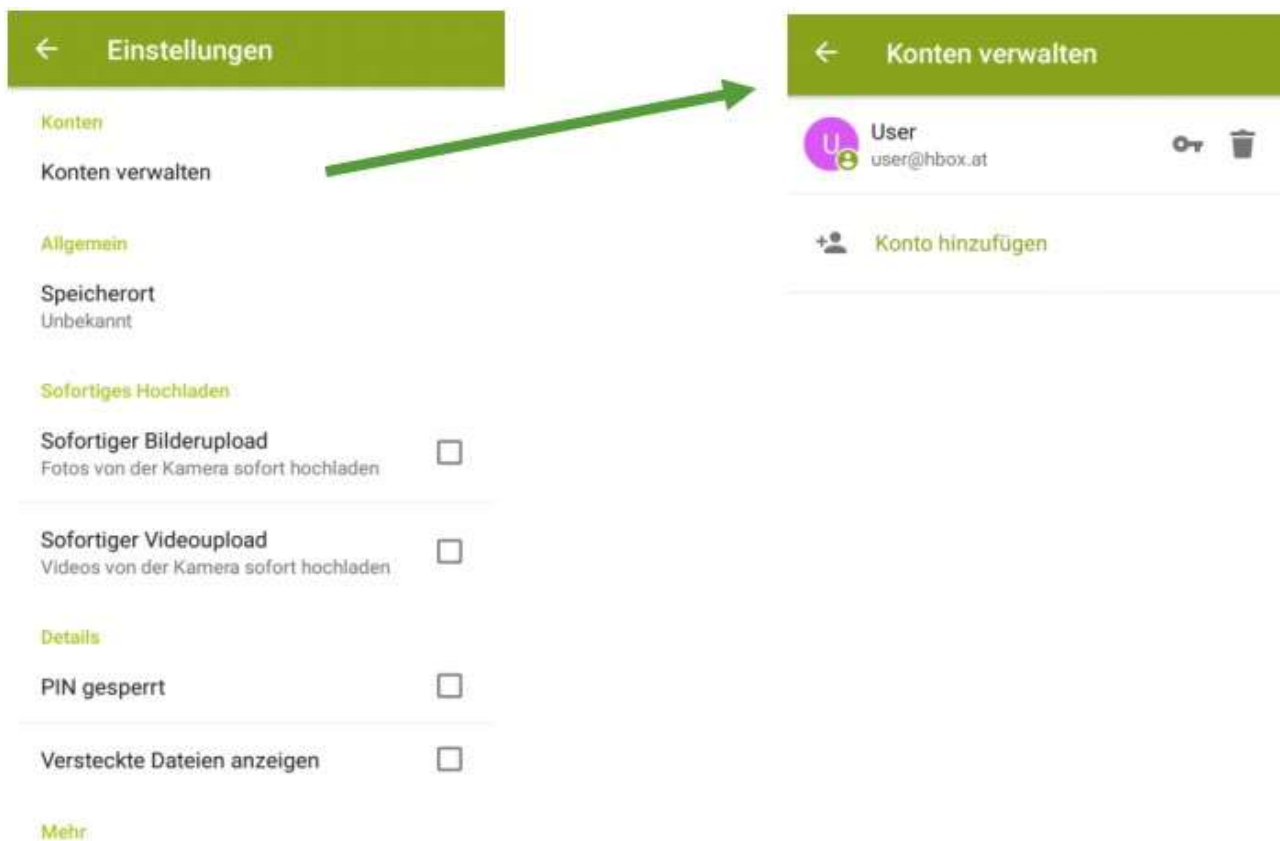 Einstellungen
Konten
Konten verwalten
Allgemein
Speicherort
Unbekannt
Sofortiges Hochladen
Sofortiger Bilderupload
Fotos von der Kamera sofort hochladen
Sofortiger Videoupload
Videos von der Kamera sofort hochladen
Details
PIN gesperrt
Versteckte Dateien anzeigen
Mehr
Konten verwalten
U
User
user@hbox.at
Konto hinzufügen